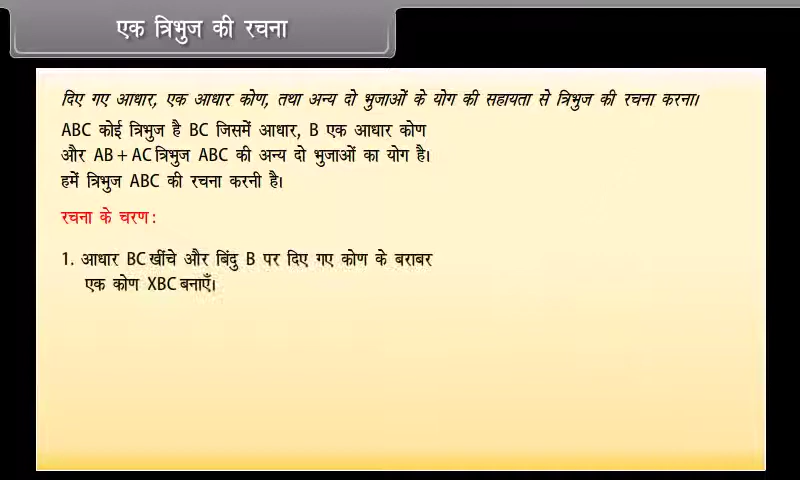 एक त्रिभुज की रचना
दिए गए आधार, एक आधार कोण, तथा अन्य दो भुजाओं के योग की सहायता से त्रिभुज की रचना करना।
ABC कोई त्रिभुज है BC जिसमें आधार, B एक आधार कोण
और AB + AC त्रिभुज ABC की अन्य दो भुजाओं का योग है।
हमें त्रिभुज ABC की रचना करनी है।
रचना के चरण:
1. आधार BC खींचे और बिंदु B पर दिए गए कोण के बराबर
एक कोण XBC बनाएँ।